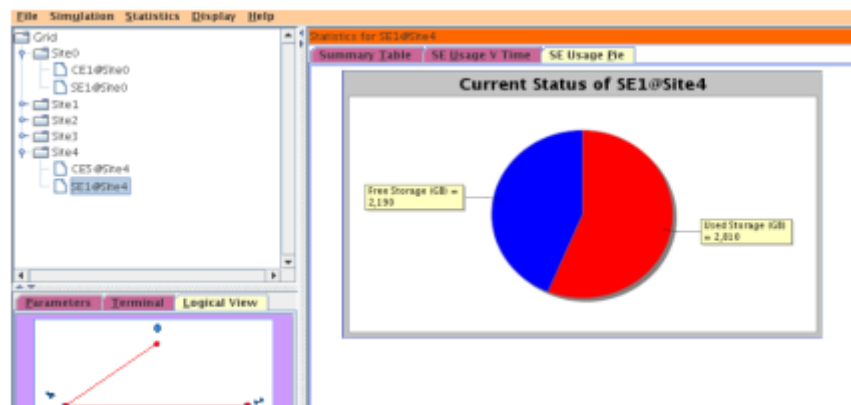 File Simulation Statistics Display Help
Grid
Site0
CE1@Site0
SE1@Site0
Site1
Site2
Site3
Site4
CE5@Site4
SE1@Site4
Parameters Terminal Logical View
Statistics for SE1@Site4
Summary Table SE Usage V Time SE Usage Pie
Current Status of SE1@Site4
Free Storage (GB) =
2,190
Used Storage (GB)
= 2,810